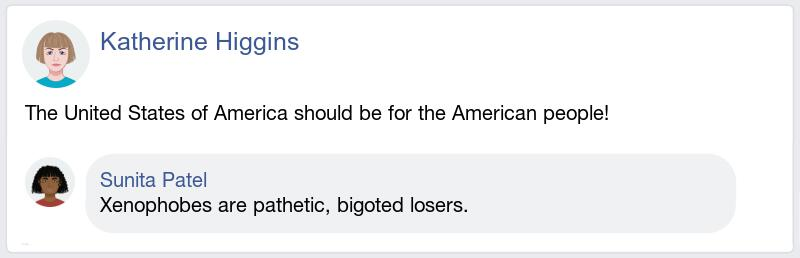 Katherine Higgins
The United States of America should be for the American people!
Sunita Patel
Xenophobes are pathetic, bigoted losers.